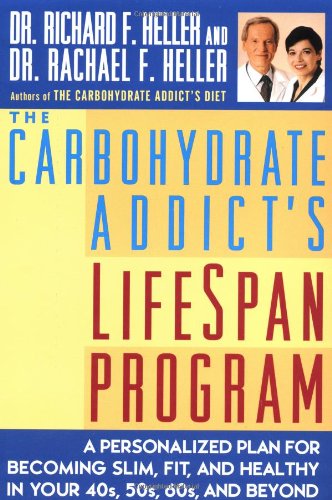 DR. RICHARD F. HELLER AND
DR. RACHAEL F. HELLER
Authors of THE CARBOHYDRATE ADDICT'S DIET
THE
CARBOHYDRATE
ADDICT'S
LIFESPAN
PROGRAM
A PERSONALIZED PLAN FOR
BECOMING SLIM, FIT, AND HEALTHY
IN YOUR 40s, 50s, 60s, AND BEYOND